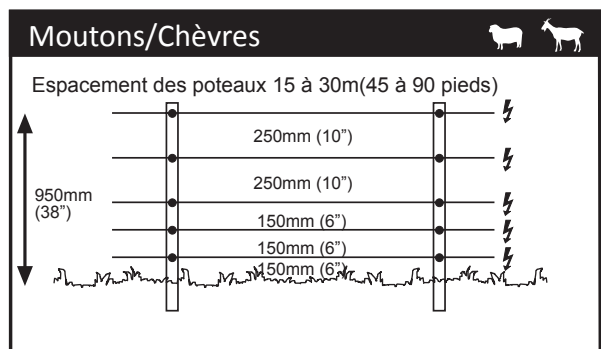 Moutons/Chèvres
Espacement des poteaux 15 à 30m(45 à 90 pieds)
250mm (10”)
250mm (10”)
950mm
(38”)
150mm (6”)
150mm (6”)
150mm (6”)